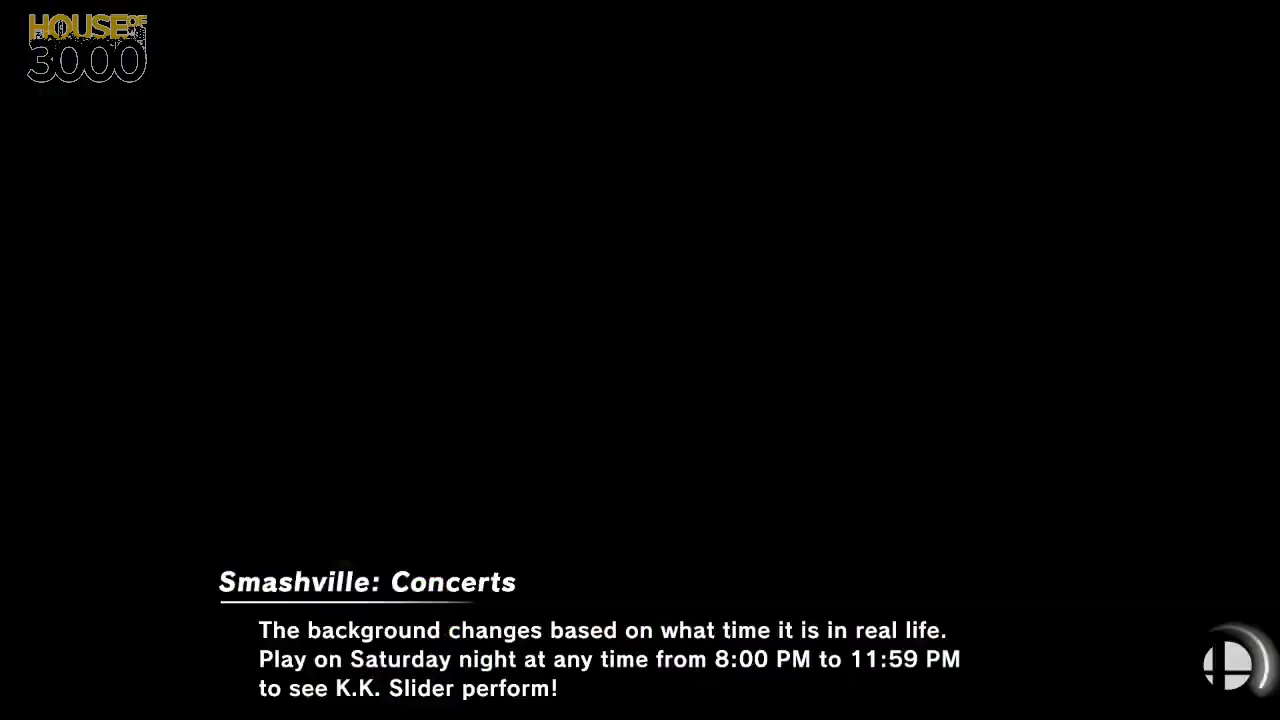 HOUSE OF
3000
Smashville: Concerts
The background changes based on what time it is in real life.
Play on Saturday night at any time from 8:00 PM to 11:59 PM
to see K.K. Slider perform!